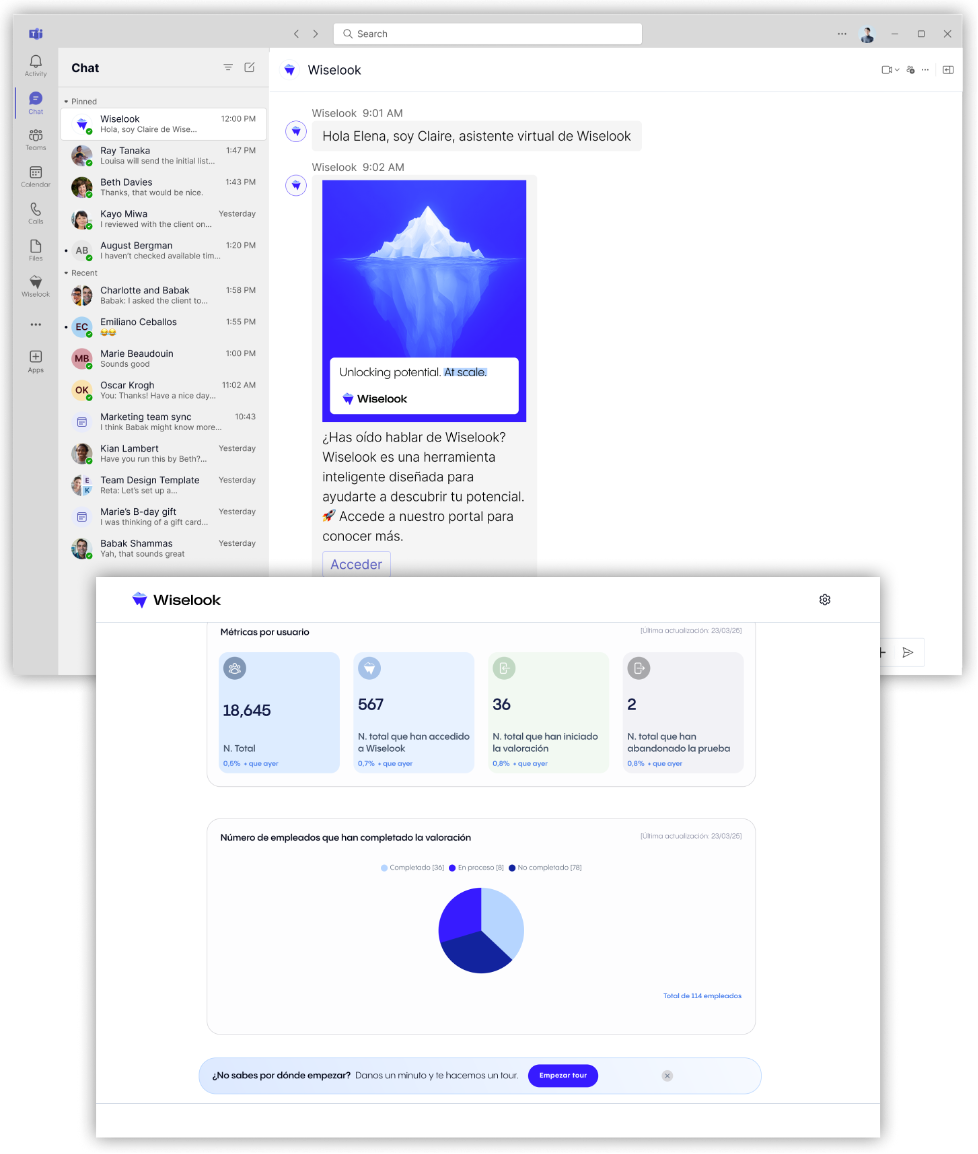 Search
Activity
Chat
Teams
Calendar
Calls
Files
Wiselook
Apps
Chat
Pinned
Wiselook 12:00 PM
Hola, soy Claire de Wise...
Ray Tanaka 1:47 PM
Louisa will send the initial list...
Beth Davies 1:43 PM
Thanks, that would be nice.
Kayo Miwa Yesterday
I reviewed with the client on...
AB
August Bergman 1:20 PM
I haven't checked available tim...
Recent
Charlotte and Babak 1:58 PM
Babak: I asked the client to...
EC
Emiliano Ceballos 1:55 PM
😂😂
MB
Marie Beaudouin 1:00 PM
Sounds good
OK
Oscar Krogh 11:02 AM
You: Thanks! Have a nice day...
Marketing team sync 10:43
I think Babak might know more...
Kian Lambert Yesterday
Have you run this by Beth?...
E
K
Team Design Template Yesterday
Reta: Let's set up a...
Marie's B-day gift Yesterday
I was thinking of a gift card...
Babak Shammas Yesterday
Yah, that sounds great
Wiselook
Wiselook 9:01 AM
Hola Elena, soy Claire, asistente virtual de Wiselook
Wiselook 9:02 AM
Unlocking potential. At scale.
Wiselook
¿Has oído hablar de Wiselook?
Wiselook es una herramienta
inteligente diseñada para
ayudarte a descubrir tu potencial.
🚀 Accede a nuestro portal para
conocer más.
Acceder
Wiselook
Métricas por usuario
[Última actualización: 23/03/25]
18,645
N. Total
0,6% + que ayer
567
N. total que han accedido
a Wiselook
0,7% + que ayer
36
N. total que han iniciado
la valoración
0,8% + que ayer
2
N. total que han
abandonado la prueba
0,8% + que ayer
Número de empleados que han completado la valoración
[Última actualización: 23/03/25]
Completado [36] En proceso [8] No completado [78]
Total de 114 empleados
¿No sabes por dónde empezar? Danos un minuto y te hacemos un tour.
Empezar tour